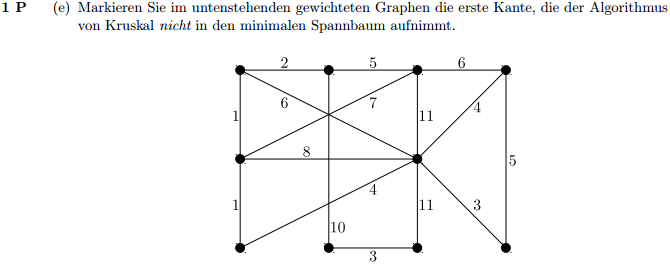 1 P (e) Markieren Sie im untenstehenden gewichteten Graphen die erste Kante, die der Algorithmus
von Kruskal nicht in den minimalen Spannbaum aufnimmt.
2 5 6
6 7 4
1 11
8 5
4
1 11 3
10
3